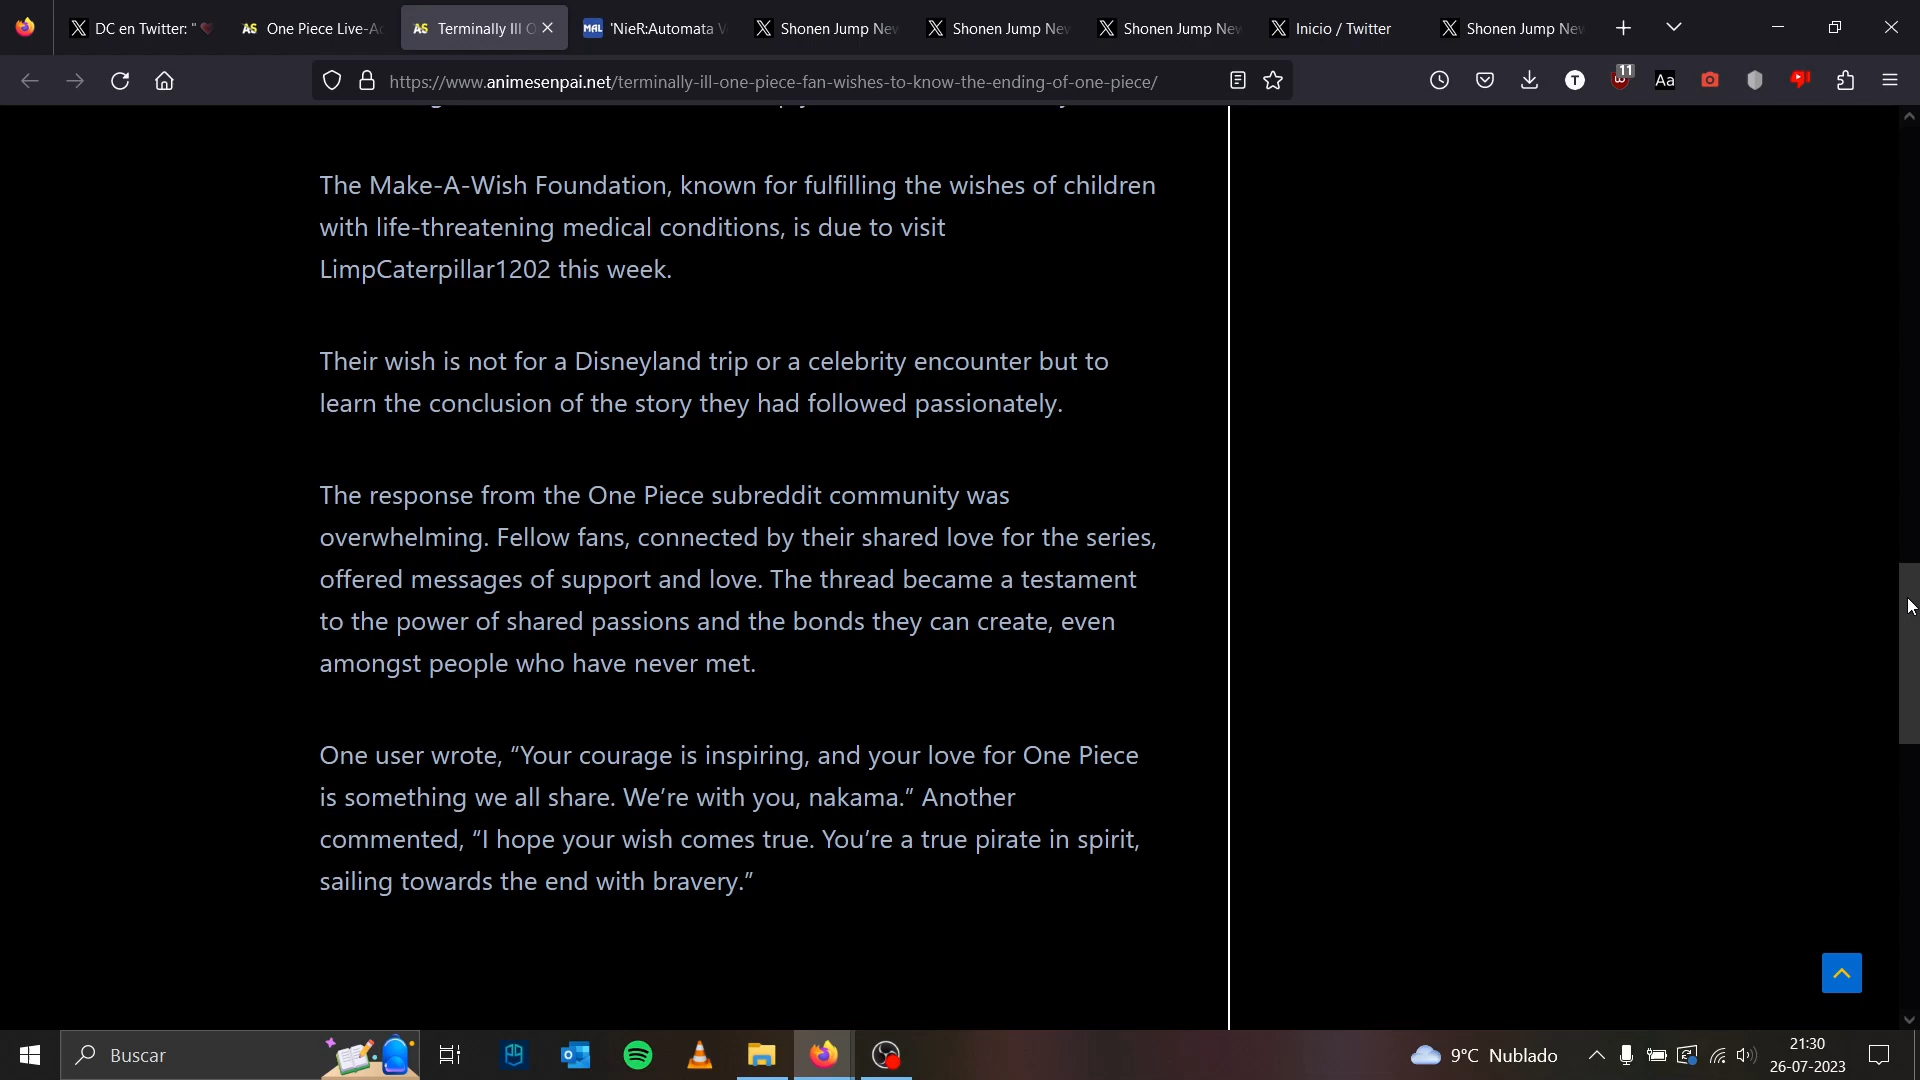 DC en Twitter: "
One Piece Live-Ac
Terminally Ill O
MAL
'NieR:Automata V
Shonen Jump New
Shonen Jump New
Shonen Jump New
Inicio / Twitter
Shonen Jump New
https://www.animesenpai.net/terminally-ill-one-piece-fan-wishes-to-know-the-ending-of-one-piece/
11
T
Aa
The Make-A-Wish Foundation, known for fulfilling the wishes of children
with life-threatening medical conditions, is due to visit
LimpCaterpillar1202 this week.
Their wish is not for a Disneyland trip or a celebrity encounter but to
learn the conclusion of the story they had followed passionately.
The response from the One Piece subreddit community was
overwhelming. Fellow fans, connected by their shared love for the series,
offered messages of support and love. The thread became a testament
to the power of shared passions and the bonds they can create, even
amongst people who have never met.
One user wrote, “Your courage is inspiring, and your love for One Piece
is something we all share. We’re with you, nakama.” Another
commented, “I hope your wish comes true. You’re a true pirate in spirit,
sailing towards the end with bravery.”
Buscar
9°C Nublado
21:30
26-07-2023